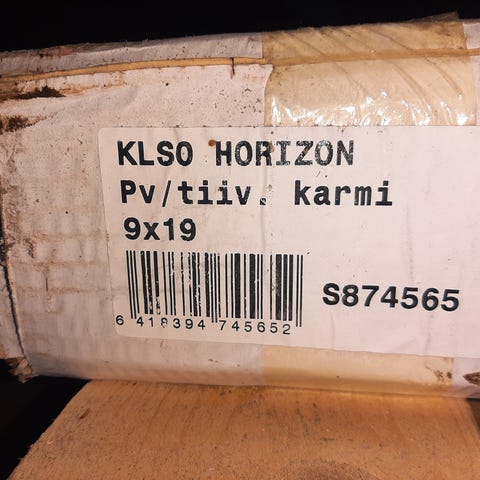 KLSO HORIZON
Pv/tiiv. karmi
9x19
S874565
6 418394 745652